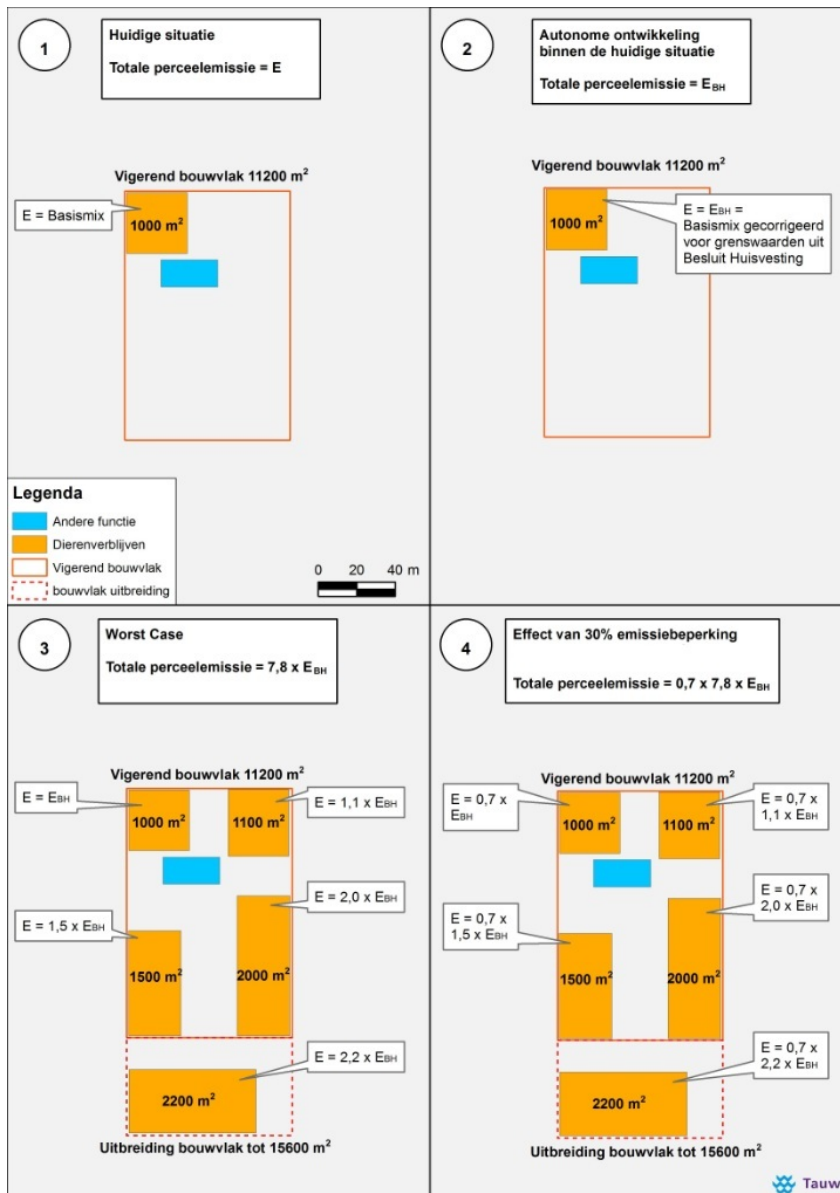 1
Huidige situatie
Totale perceelemissie = E
Vigerend bouwvlak 11200 m²
E = Basismix
1000 m²
Legenda
Andere functie
Dierenverblijven
Vigerend bouwvlak
bouwvlak uitbreiding
0 20 40 m
2
Autonome ontwikkeling
binnen de huidige situatie
Totale perceelemissie = EBH
Vigerend bouwvlak 11200 m²
1000 m²
E = EBH =
Basismix gecorrigeerd
voor grenswaarden uit
Besluit Huisvesting
3
Worst Case
Totale perceelemissie = 7,8 x EBH
Vigerend bouwvlak 11200 m²
E = EBH
1000 m²
1100 m²
E = 1,1 x EBH
E = 1,5 x EBH
1500 m²
2000 m²
E = 2,0 x EBH
E = 2,2 x EBH
2200 m²
Uitbreiding bouwvlak tot 15600 m²
4
Effect van 30% emissiebeperking
Totale perceelemissie = 0,7 x 7,8 x EBH
Vigerend bouwvlak 11200 m²
E = 0,7 x
EBH
1000 m²
1100 m²
E = 0,7 x
1,1 x EBH
E = 0,7 x
1,5 x EBH
1500 m²
2000 m²
E = 0,7 x
2,0 x EBH
E = 0,7 x
2,2 x EBH
2200 m²
Uitbreiding bouwvlak tot 15600 m²
Tauw